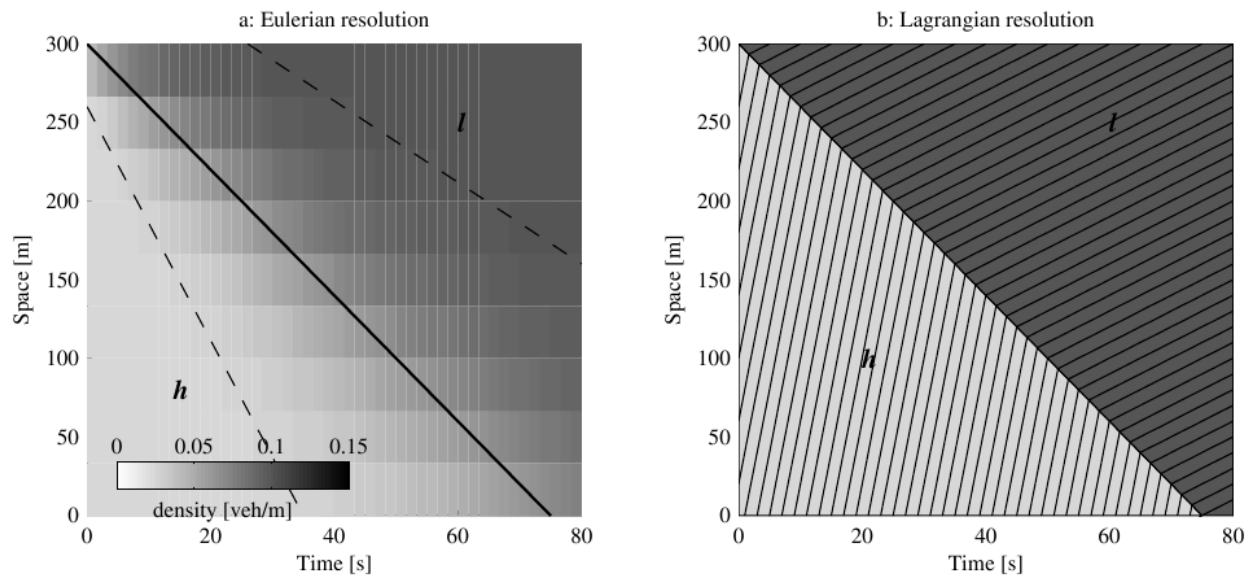 a: Eulerian resolution
300
250
200
150
100
50
0
Space [m]
l
h
0 0.05 0.1 0.15
density [veh/m]
0 20 40 60 80
Time [s]
b: Lagrangian resolution
300
250
200
150
100
50
0
Space [m]
l
h
0 20 40 60 80
Time [s]